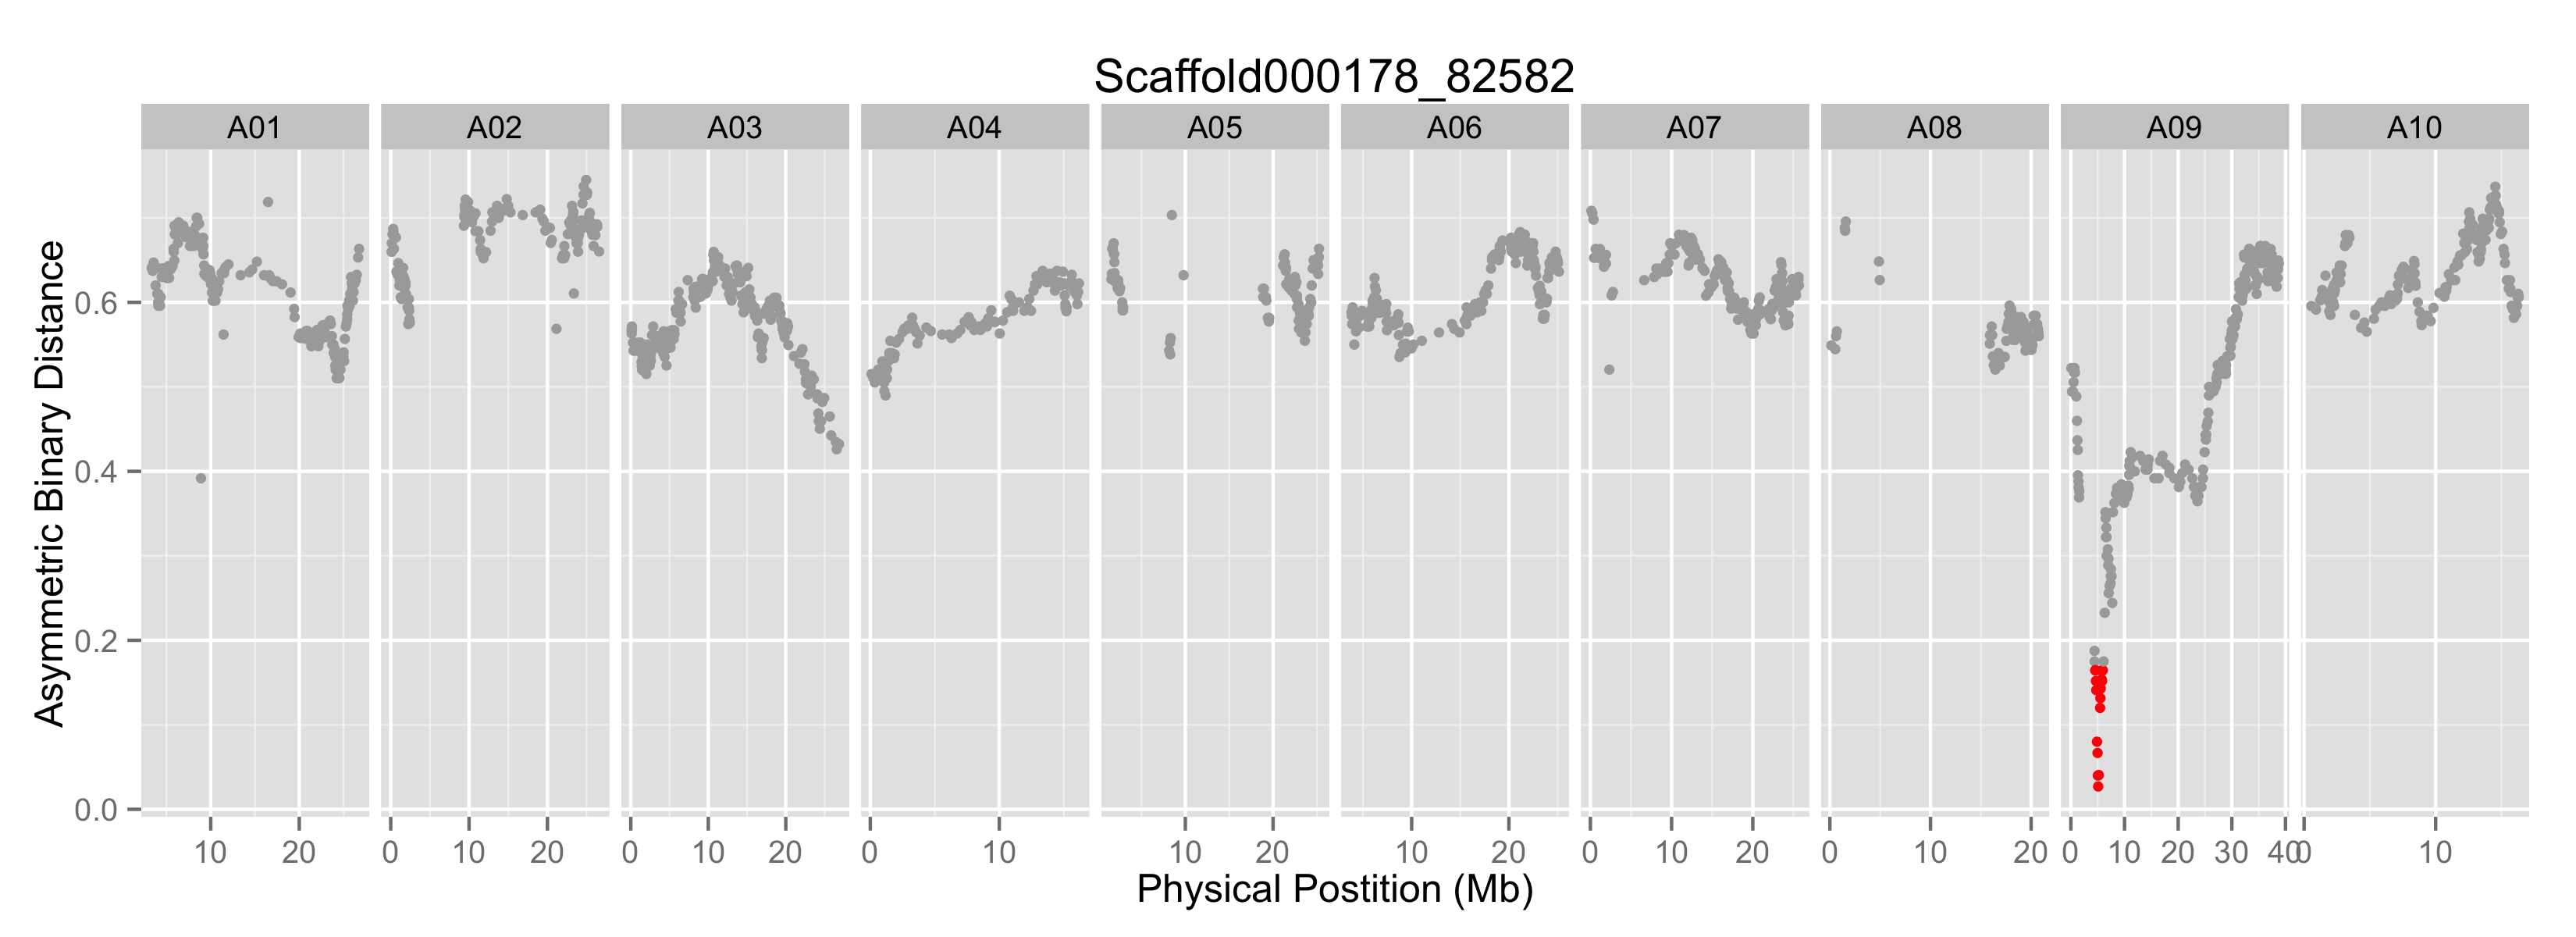 Scaffold000178_82582
A01 A02 A03 A04 A05 A06 A07 A08 A09 A10
Asymmetric Binary Distance
0.6
0.4
0.2
0.0
10 20 0 10 20 0 10 20 0 10 10 20 10 20 0 10 20 0 10 20 0 10 20 30 40 0 10
Physical Postition (Mb)